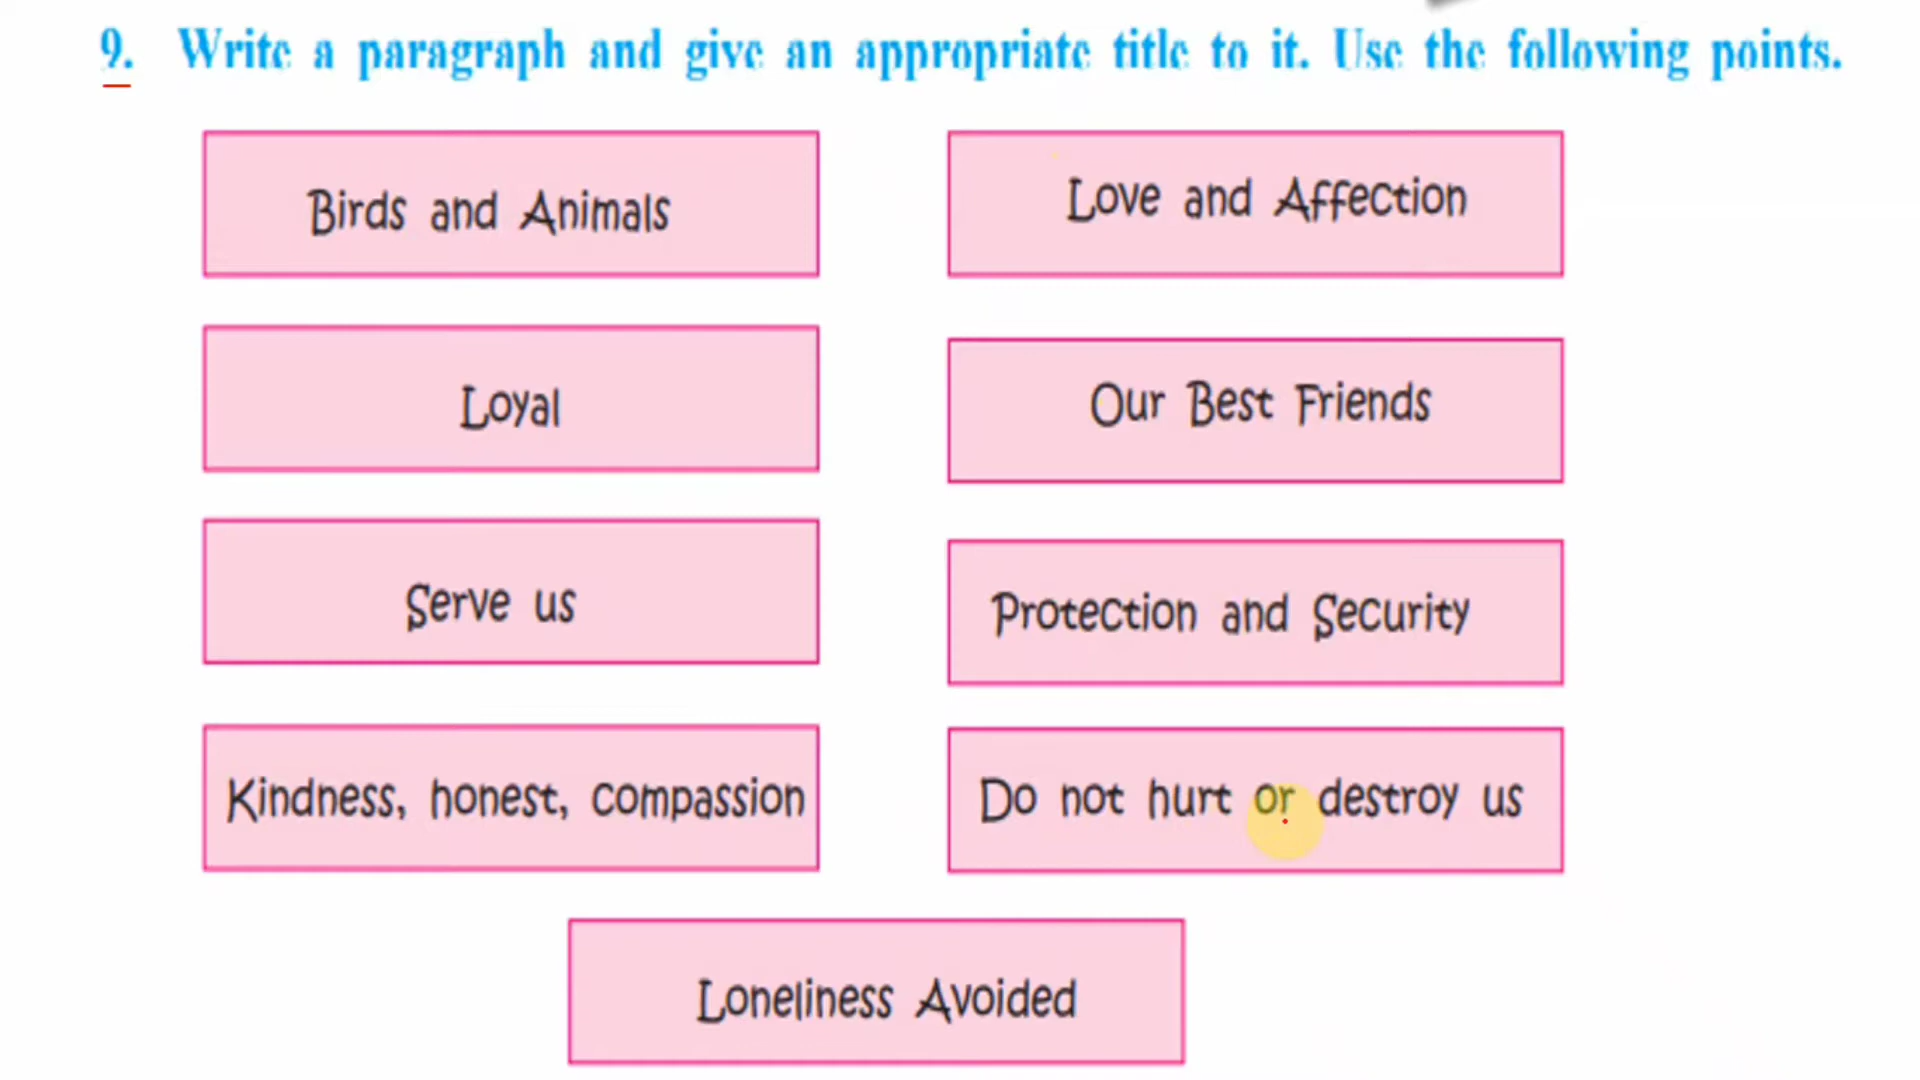 9. Write a paragraph and give an appropriate title to it. Use the following points.
Birds and Animals
Love and Affection
Loyal
Our Best Friends
Serve us
Protection and Security
Kindness, honest, compassion
Do not hurt or destroy us
Loneliness Avoided